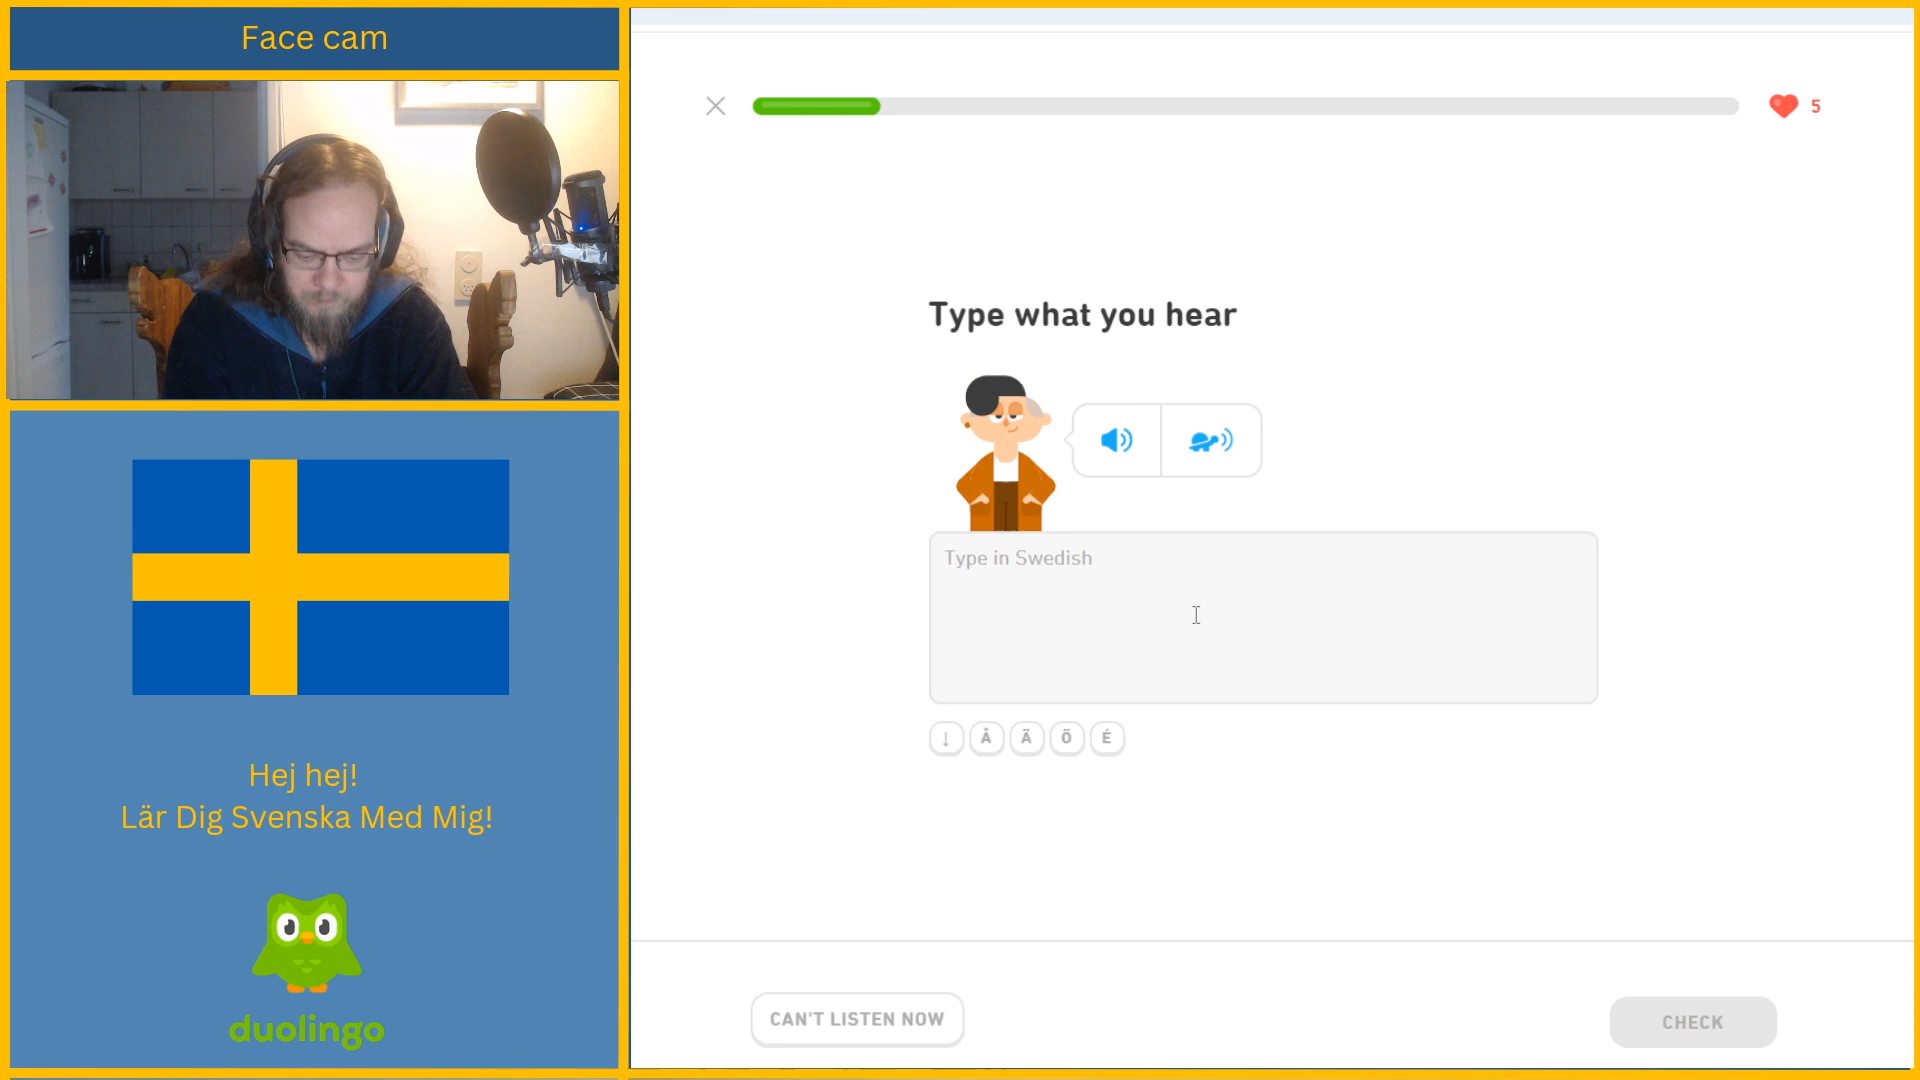 Face cam
5
Type what you hear
Type in Swedish
↓ Å Ä Ö É
Hej hej!
Lär Dig Svenska Med Mig!
duolingo
CAN'T LISTEN NOW
CHECK